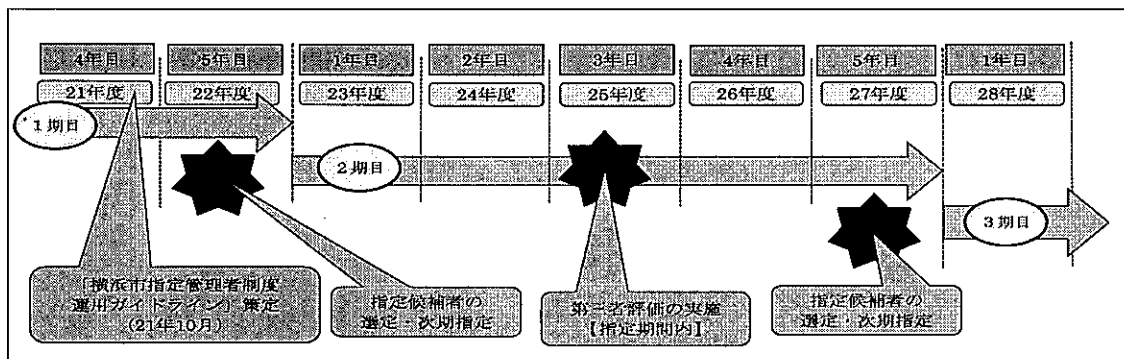 4年目 5年目 1年目 2年目 3年目 4年目 5年目 1年目
21年度 22年度 23年度 24年度 25年度 26年度 27年度 28年度
1期目
2期目
3期目
「横浜市指定管理者制度
運用ガイドライン」策定
(21年10月)
指定候補者の
選定・次期指定
第三者評価の実施
【指定期間内】
指定候補者の
選定・次期指定